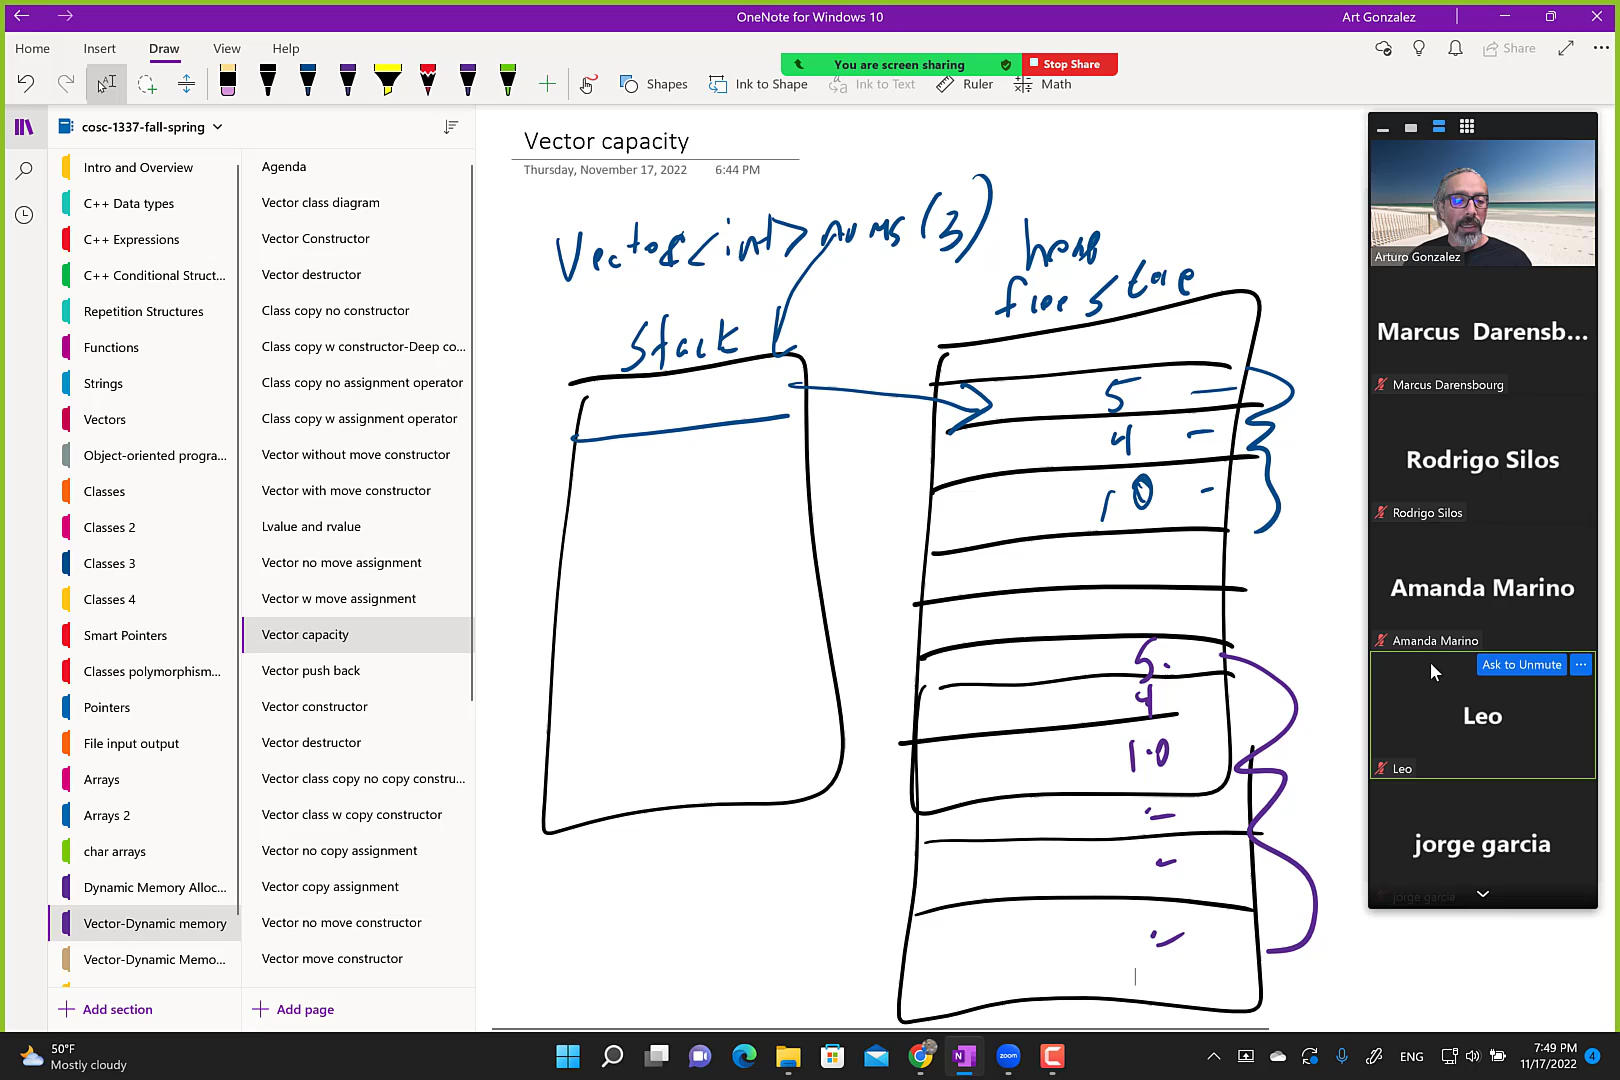 OneNote for Windows 10
Art Gonzalez
Home Insert Draw View Help
You are screen sharing
Stop Share
Share
Shapes
Ink to Shape
Ink to Text
Ruler
Math
cosc-1337-fall-spring
Intro and Overview
C++ Data types
C++ Expressions
C++ Conditional Struct...
Repetition Structures
Functions
Strings
Vectors
Object-oriented progra...
Classes
Classes 2
Classes 3
Classes 4
Smart Pointers
Classes polymorphism...
Pointers
File input output
Arrays
Arrays 2
char arrays
Dynamic Memory Alloc...
Vector-Dynamic memory
Vector-Dynamic Memo...
Add section
Agenda
Vector class diagram
Vector Constructor
Vector destructor
Class copy no constructor
Class copy w constructor-Deep co...
Class copy no assignment operator
Class copy w assignment operator
Vector without move constructor
Vector with move constructor
Lvalue and rvalue
Vector no move assignment
Vector w move assignment
Vector capacity
Vector push back
Vector constructor
Vector destructor
Vector class copy no copy constru...
Vector class w copy constructor
Vector no copy assignment
Vector copy assignment
Vector no move constructor
Vector move constructor
Add page
Vector capacity
Thursday, November 17, 2022 6:44 PM
Vector<int> nums (3)
Stack
heap
free store
5
4
10
5
4
10
Arturo Gonzalez
Marcus Darensb...
Marcus Darensbourg
Rodrigo Silos
Rodrigo Silos
Amanda Marino
Amanda Marino
Ask to Unmute
Leo
Leo
jorge garcia
jorge garcia
50°F
Mostly cloudy
zoom
ENG
7:49 PM
11/17/2022
4